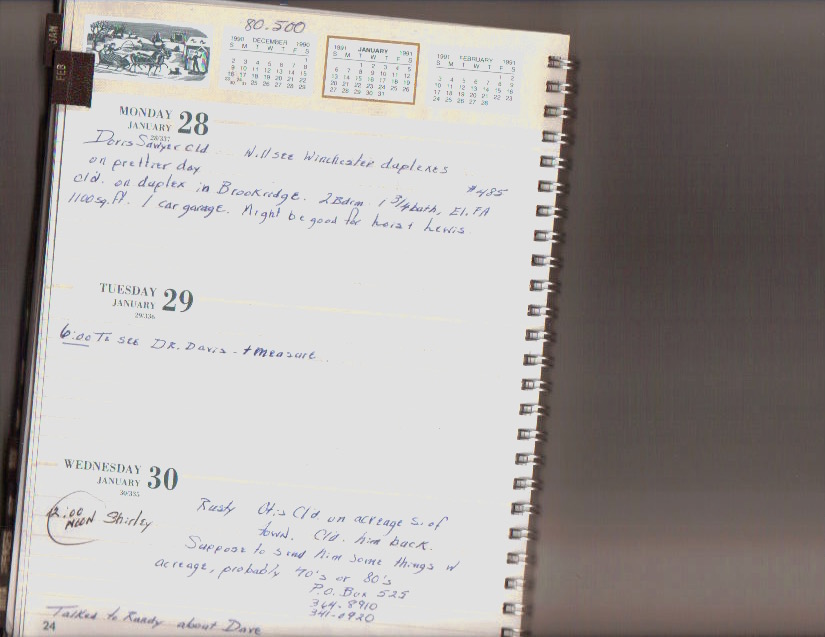 80.500
JAN
FEB
1990 DECEMBER 1990
S M T W T F S
1
2 3 4 5 6 7 8
9 10 11 12 13 14 15
16 17 18 19 20 21 22
23 30 24 31 25 26 27 28 29
1991 JANUARY 1991
S M T W T F S
1 2 3 4 5
6 7 8 9 10 11 12
13 14 15 16 17 18 19
20 21 22 23 24 25 26
27 28 29 30 31
1991 FEBRUARY 1991
S M T W T F S
1 2
3 4 5 6 7 8 9
10 11 12 13 14 15 16
17 18 19 20 21 22 23
24 25 26 27 28
MONDAY
JANUARY 28
28/337
Doris Sawyer Cld. Will see Winchester duplexes
on prettier day
#485
Cld. on duplex in Brookridge. 2 Bdrm 1 3/4 bath, El. FA
1100 sq. ft. 1 car garage. Might be good for Lewis
TUESDAY
JANUARY 29
29/336
6:00 To see DR. Davis - + measure
WEDNESDAY
JANUARY 30
30/335
12:00 NOON Shirley
Rusty Otis Cld. on acreage S. of
town. Cld. him back.
Suppose to send him some things w
acreage, probably 70's or 80's
P.O. Box 525
364-8910
341-0920
Talked to Randy about Dave
24